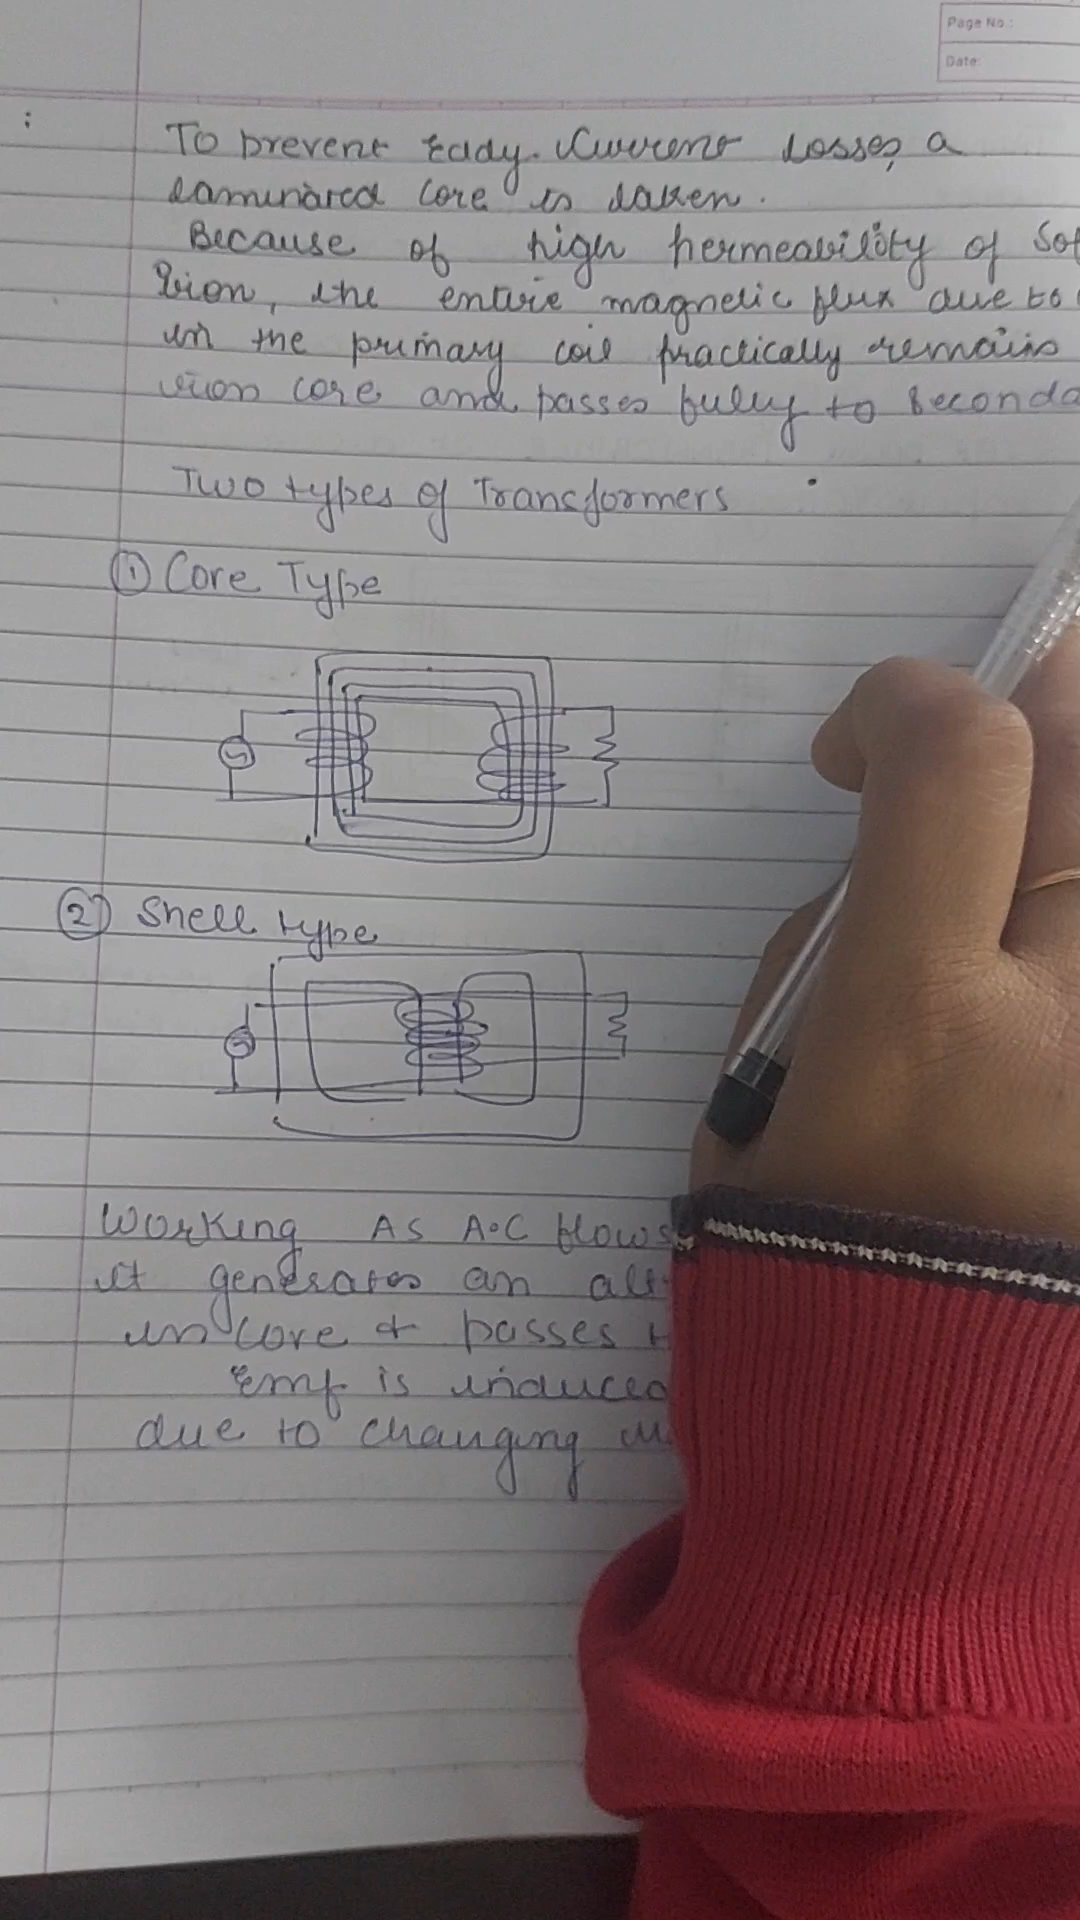 Page No.:
Date:
To prevent Eddy Current Losses, a
laminated core is taken.
Because of high permeability of Sof
iron, the entire magnetic flux due to
in the primary coil practically remains
iron core and passes fully to Seconda
Two types of Transformers
① Core Type
② Shell type
Working As A.C flows
it generates an alt
in core & passes t
Emf is induced
due to changing